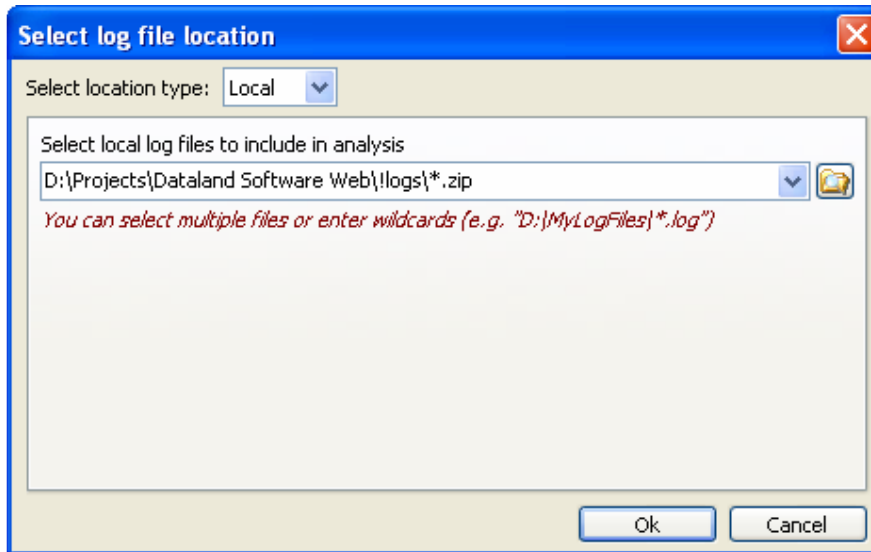 Select log file location
Select location type: Local
Select local log files to include in analysis
D:\Projects\Dataland Software Web\!logs\*.zip
You can select multiple files or enter wildcards (e.g. "D:\MyLogFiles\*.log")
Ok Cancel